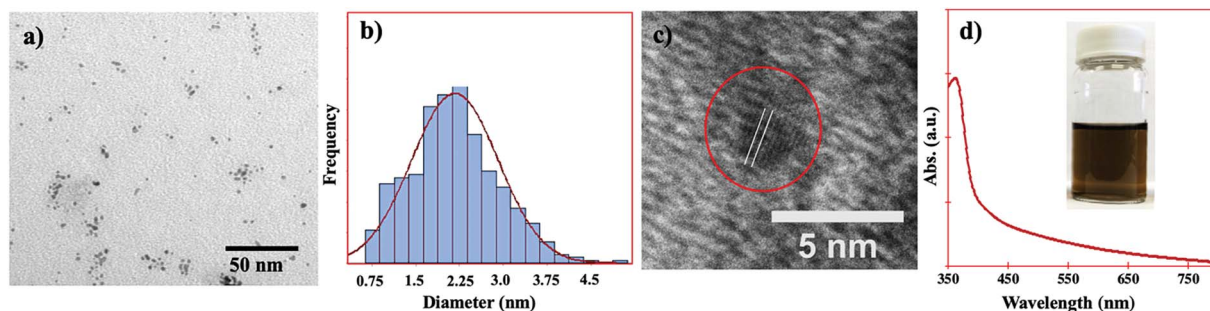 a)
50 nm
b)
Frequency
0.75 1.5 2.25 3.0 3.75 4.5
Diameter (nm)
c)
5 nm
d)
Abs. (a.u.)
350 450 550 650 750
Wavelength (nm)